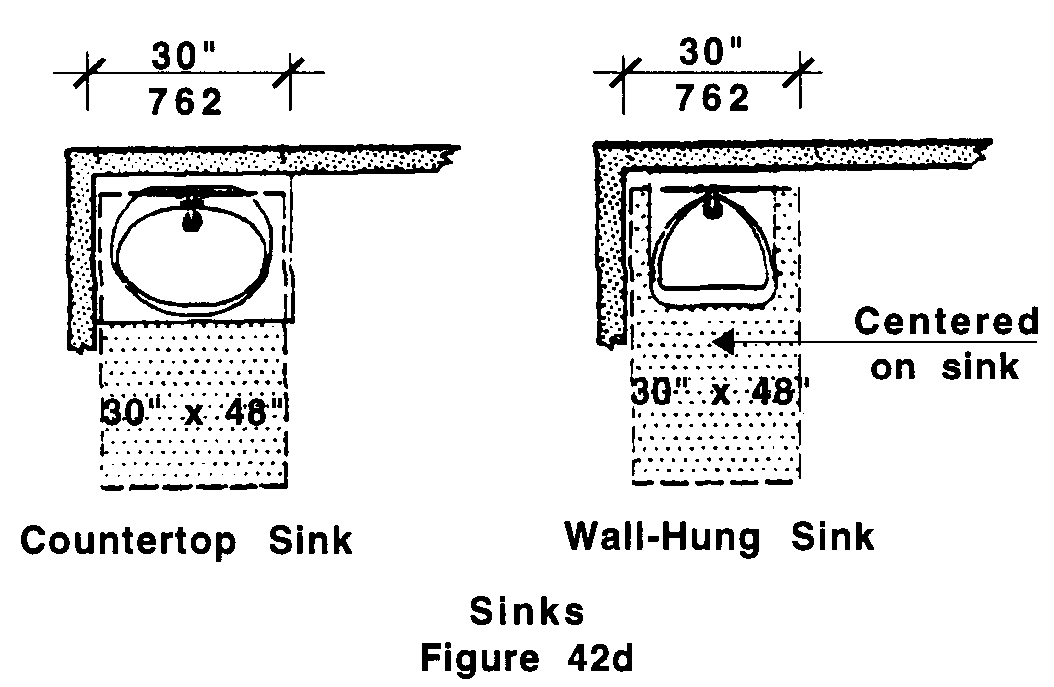 30"
762
30" x 48"
Countertop Sink
30"
762
Centered
on sink
30" x 48"
Wall-Hung Sink
Sinks
Figure 42d